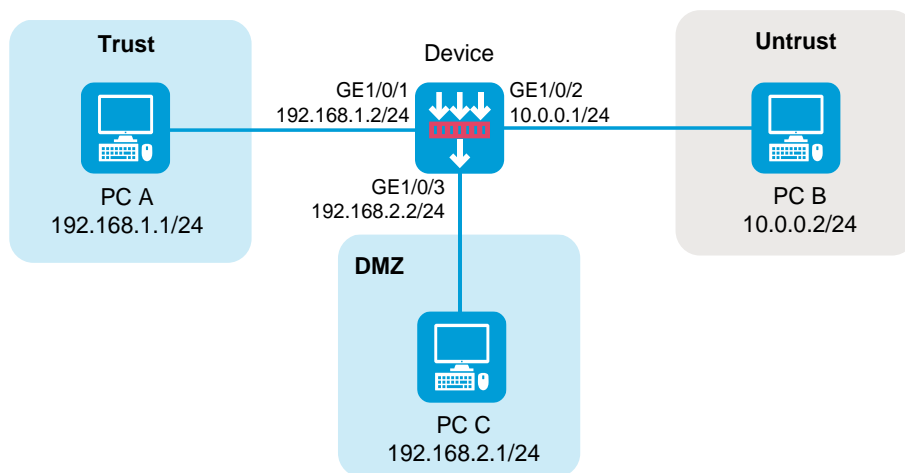 Trust
Device
Untrust
GE1/0/1
192.168.1.2/24
GE1/0/2
10.0.0.1/24
PC A
192.168.1.1/24
GE1/0/3
192.168.2.2/24
PC B
10.0.0.2/24
DMZ
PC C
192.168.2.1/24